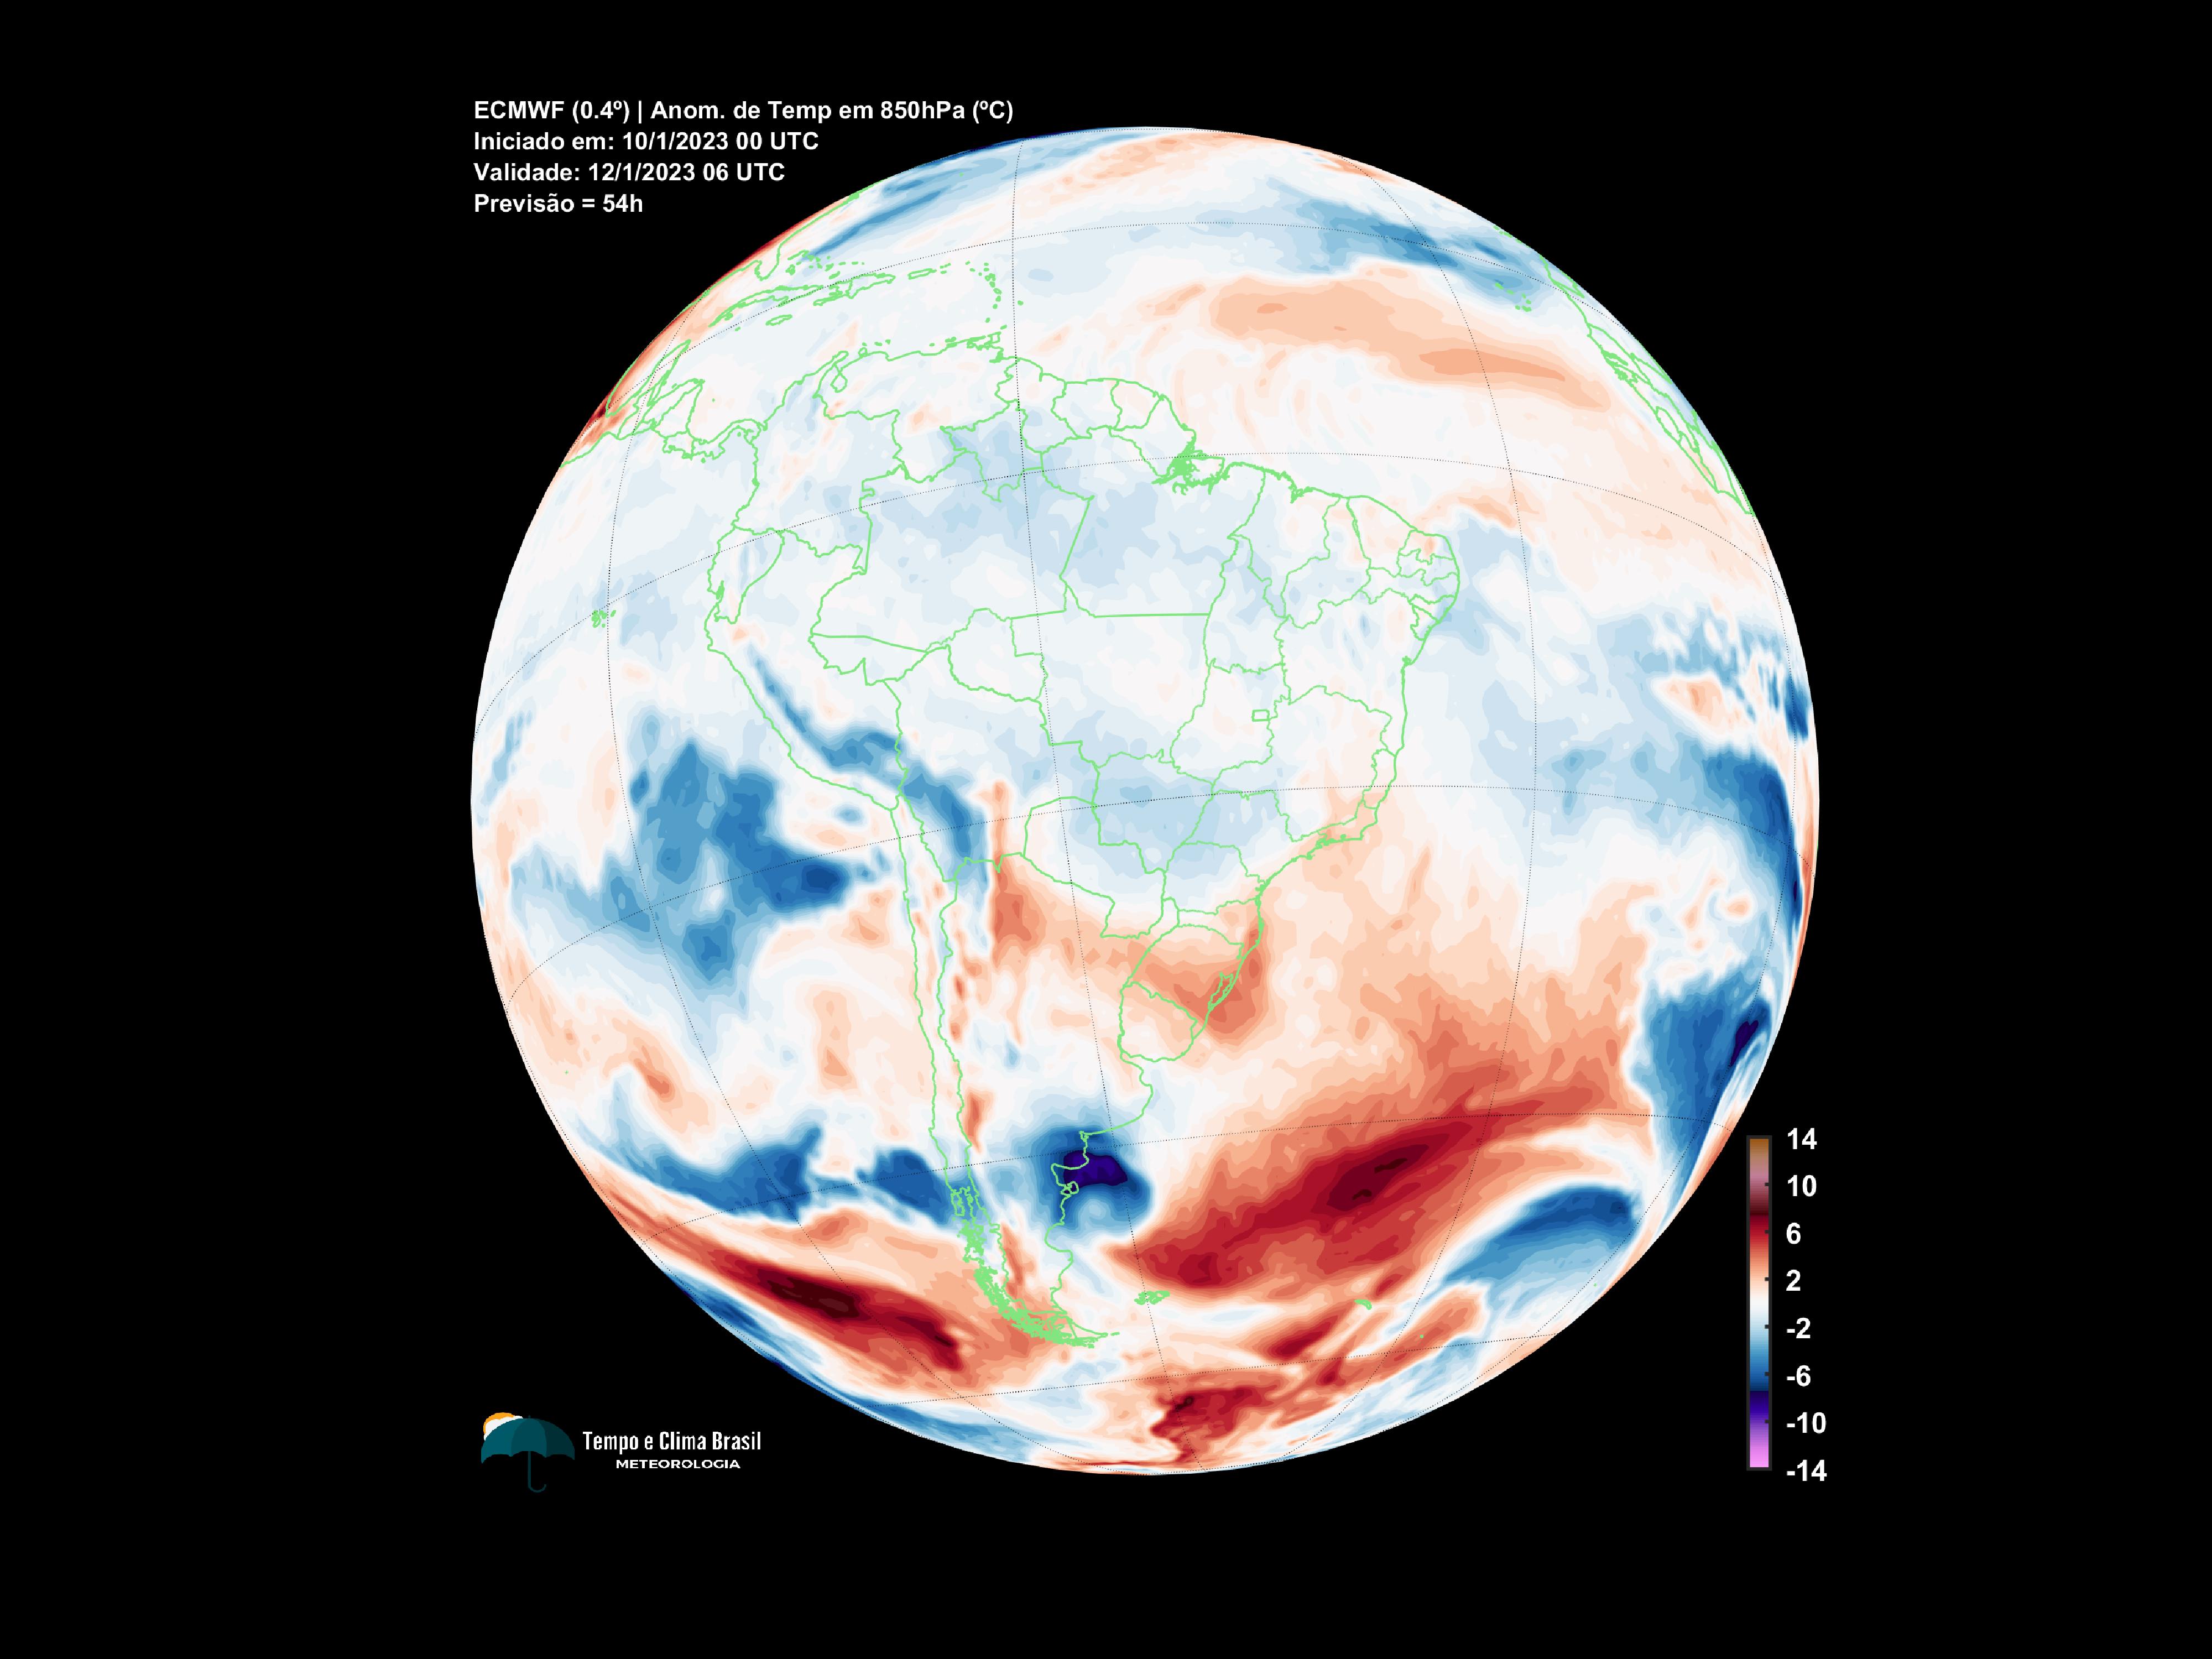 ECMWF (0.4º) | Anom. de Temp em 850hPa (ºC)
Iniciado em: 10/1/2023 00 UTC
Validade: 12/1/2023 06 UTC
Previsão = 54h
14
10
6
2
-2
-6
-10
-14
Tempo e Clima Brasil
METEOROLOGIA